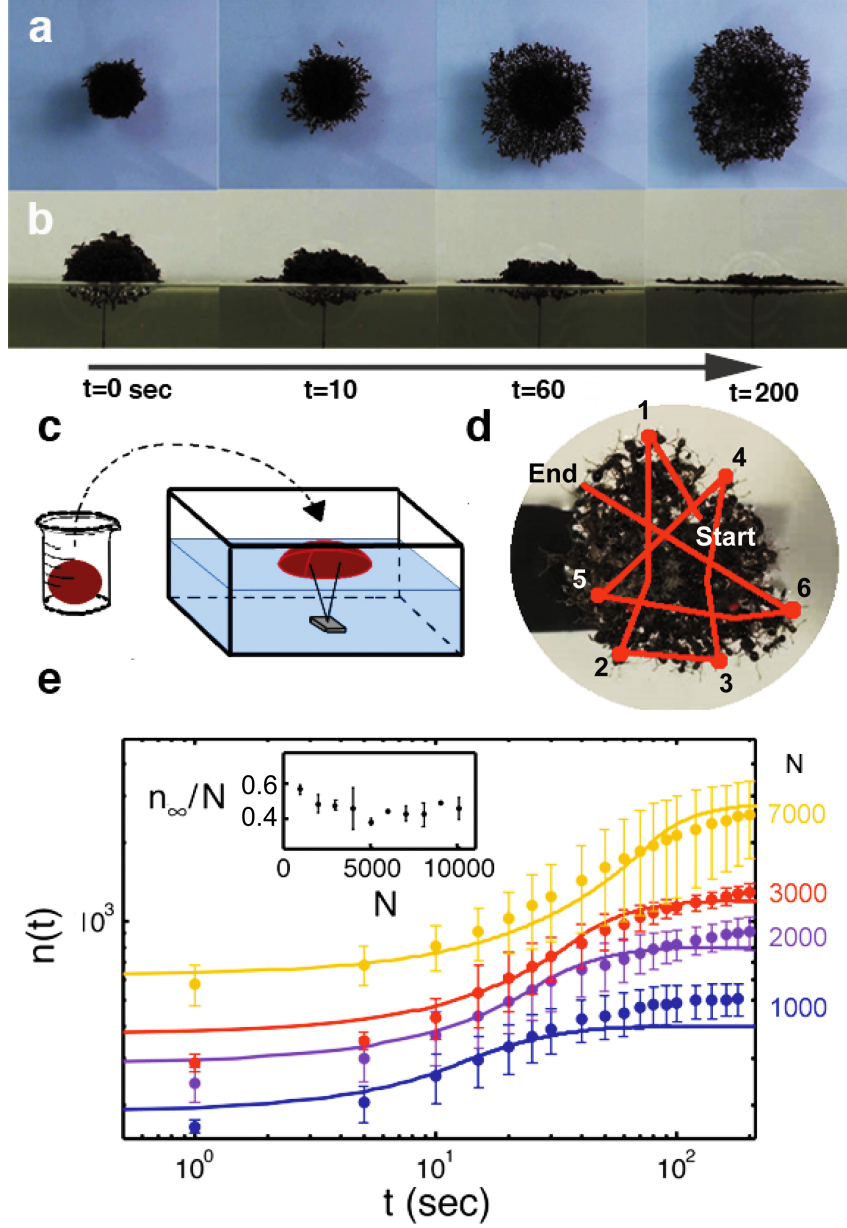 a
b
t=0 sec
t=10
t=60
t=200
c
d
1
4
End
Start
5
6
2
3
e
n∞/N
0.6
0.4
0
5000
10000
N
N
7000
3000
2000
1000
n(t)
10³
10⁰
10¹
10²
t (sec)